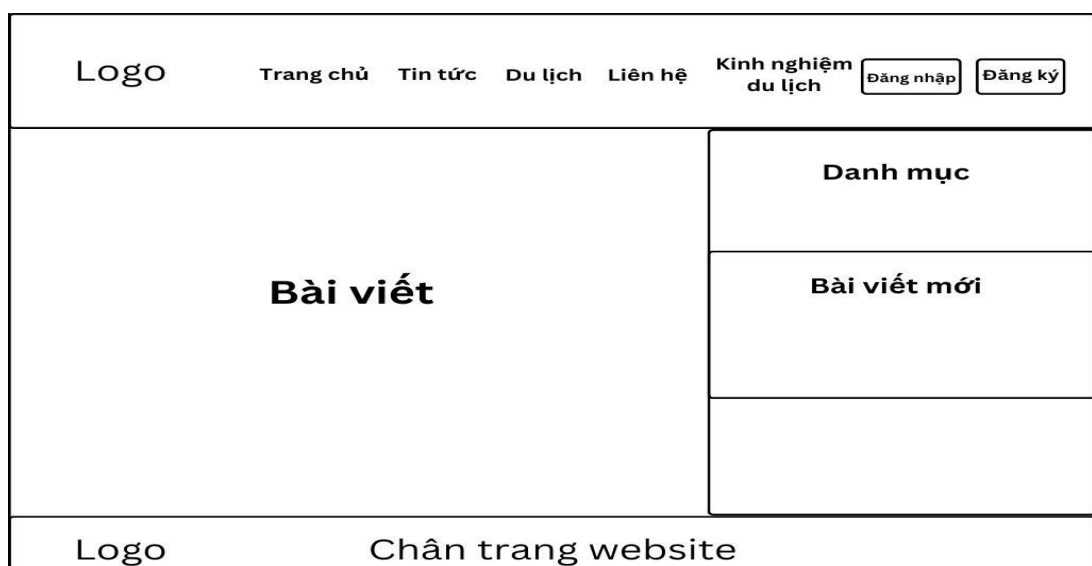 Logo
Trang chủ
Tin tức
Du lịch
Liên hệ
Kinh nghiệm
du lịch
Đăng nhập
Đăng ký
Bài viết
Danh mục
Bài viết mới
Logo
Chân trang website